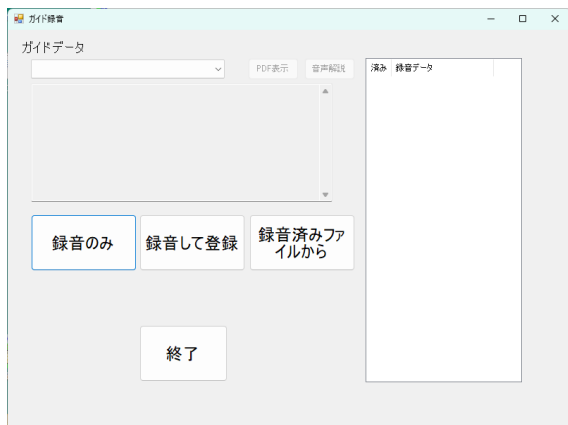 ガイド録音
ガイドデータ
PDF表示
音声解説
済み 録音データ
録音のみ
録音して登録
録音済みファ
イルから
終了